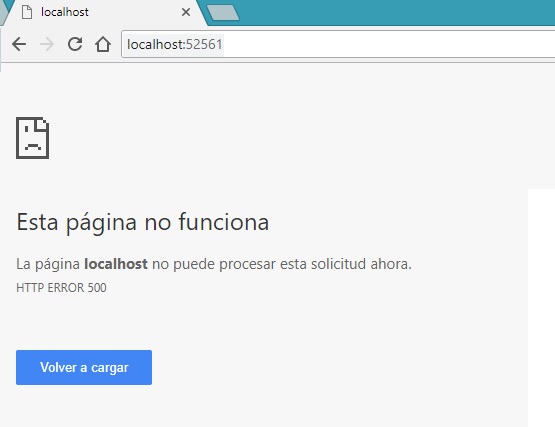 localhost
localhost:52561
Esta página no funciona
La página localhost no puede procesar esta solicitud ahora.
HTTP ERROR 500
Volver a cargar